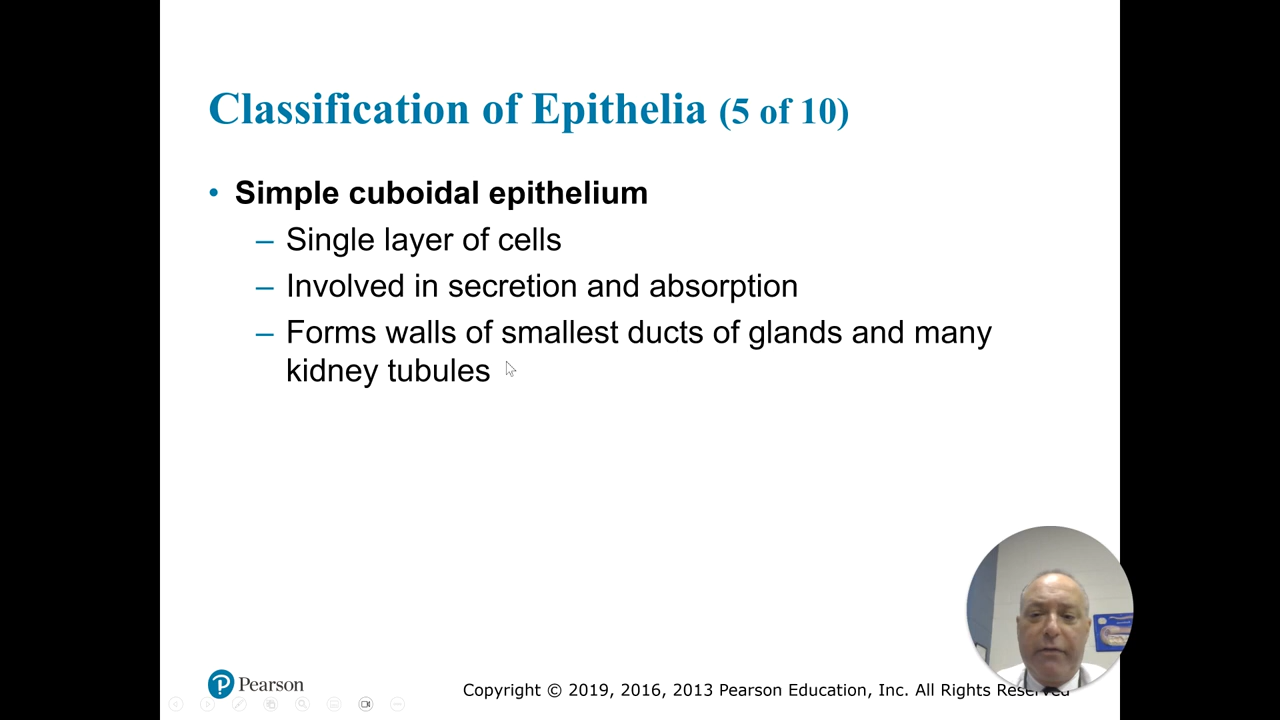 Classification of Epithelia (5 of 10)
• Simple cuboidal epithelium
– Single layer of cells
– Involved in secretion and absorption
– Forms walls of smallest ducts of glands and many
kidney tubules
Pearson
Copyright © 2019, 2016, 2013 Pearson Education, Inc. All Rights Reserved